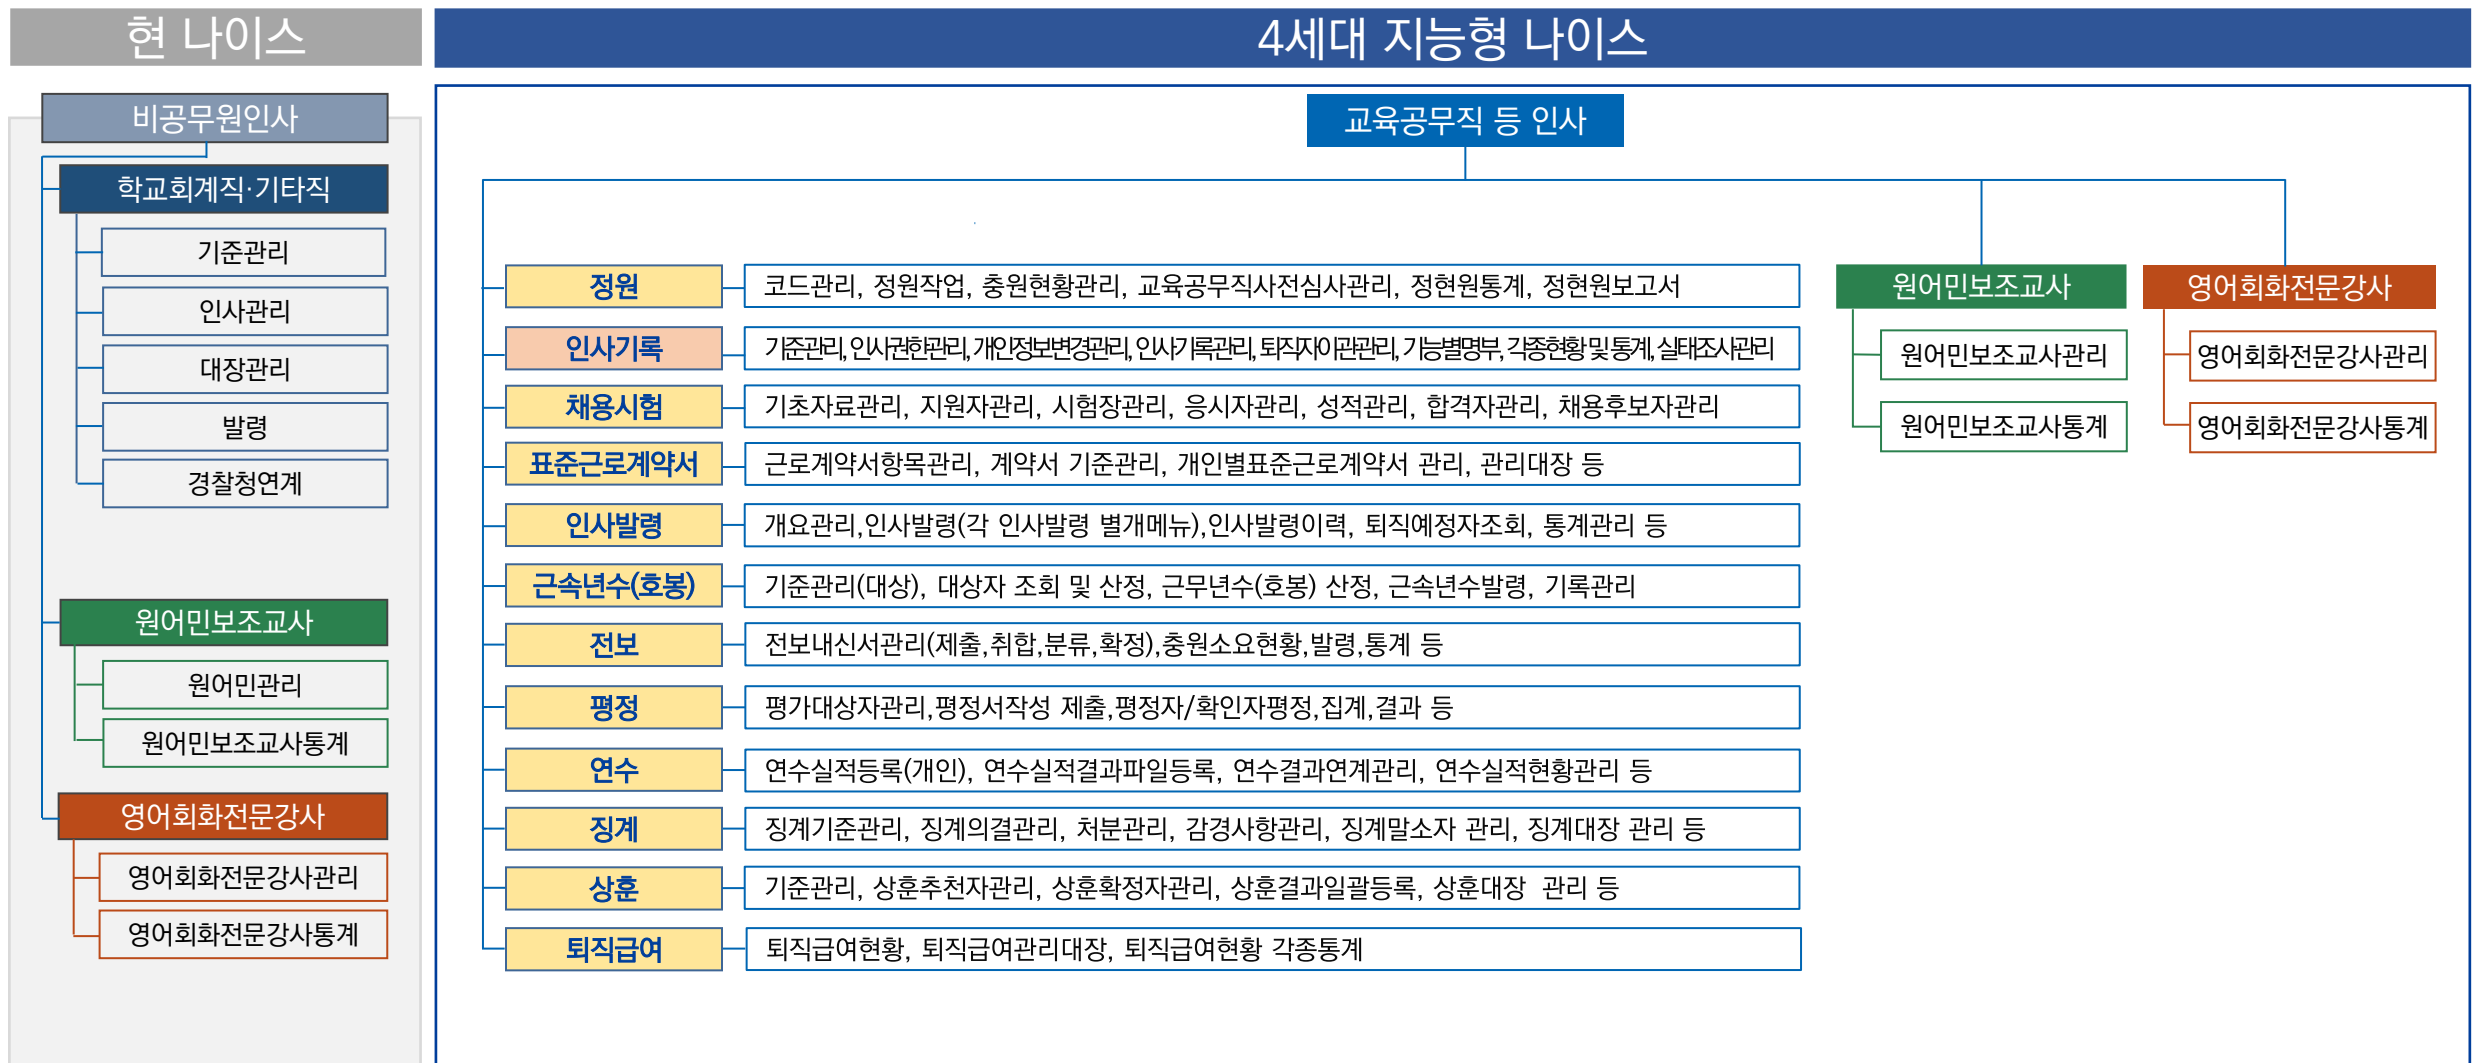 현 나이스
4세대 지능형 나이스
비공무원인사
학교회계직·기타직
기준관리
인사관리
대장관리
발령
경찰청연계
원어민보조교사
원어민관리
원어민보조교사통계
영어회화전문강사
영어회화전문강사관리
영어회화전문강사통계
교육공무직 등 인사
정원
코드관리, 정원작업, 충원현황관리, 교육공무직사전심사관리, 정현원통계, 정현원보고서
인사기록
기준관리, 인사권한관리, 개인정보변경관리, 인사기록관리, 퇴직자이관관리, 기능별명부, 각종현황 및 통계, 실태조사관리
채용시험
기초자료관리, 지원자관리, 시험장관리, 응시자관리, 성적관리, 합격자관리, 채용후보자관리
표준근로계약서
근로계약서항목관리, 계약서 기준관리, 개인별표준근로계약서 관리, 관리대장 등
인사발령
개요관리,인사발령(각 인사발령 별개메뉴),인사발령이력, 퇴직예정자조회, 통계관리 등
근속년수(호봉)
기준관리(대상), 대상자 조회 및 산정, 근무년수(호봉) 산정, 근속년수발령, 기록관리
전보
전보내신서관리(제출,취합,분류,확정),충원소요현황,발령,통계 등
평정
평가대상자관리,평정서작성 제출,평정자/확인자평정,집계,결과 등
연수
연수실적등록(개인), 연수실적결과파일등록, 연수결과연계관리, 연수실적현황관리 등
징계
징계기준관리, 징계의결관리, 처분관리, 감경사항관리, 징계말소자 관리, 징계대장 관리 등
상훈
기준관리, 상훈추천자관리, 상훈확정자관리, 상훈결과일괄등록, 상훈대장 관리 등
퇴직급여
퇴직급여현황, 퇴직급여관리대장, 퇴직급여현황 각종통계
원어민보조교사
원어민보조교사관리
원어민보조교사통계
영어회화전문강사
영어회화전문강사관리
영어회화전문강사통계